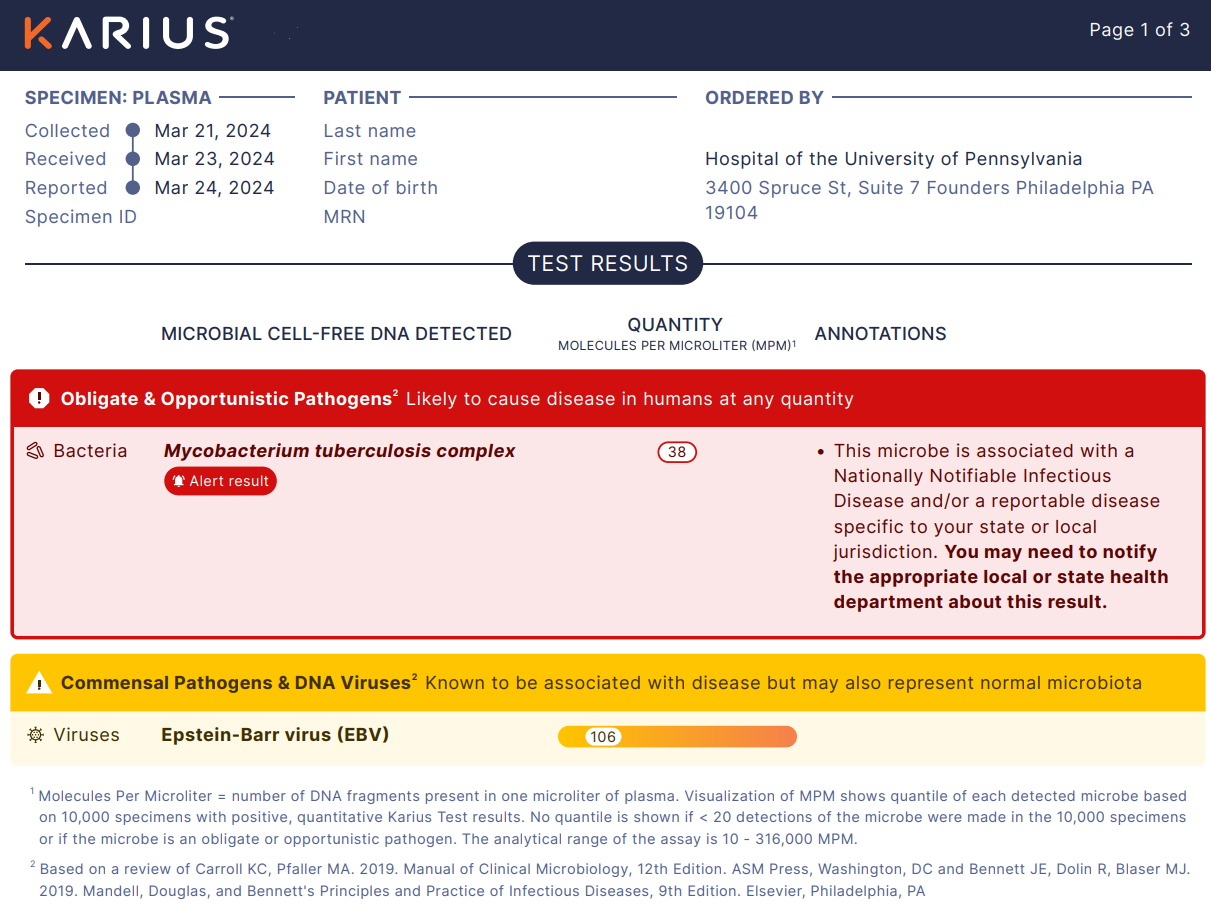 KARIUS
Page 1 of 3
SPECIMEN: PLASMA
Collected Mar 21, 2024
Received Mar 23, 2024
Reported Mar 24, 2024
Specimen ID
PATIENT
Last name
First name
Date of birth
MRN
ORDERED BY
Hospital of the University of Pennsylvania
3400 Spruce St, Suite 7 Founders Philadelphia PA
19104
TEST RESULTS
MICROBIAL CELL-FREE DNA DETECTED
QUANTITY
MOLECULES PER MICROLITER (MPM)¹
ANNOTATIONS
Obligate & Opportunistic Pathogens² Likely to cause disease in humans at any quantity
Bacteria Mycobacterium tuberculosis complex 38
Alert result
• This microbe is associated with a
Nationally Notifiable Infectious
Disease and/or a reportable disease
specific to your state or local
jurisdiction. You may need to notify
the appropriate local or state health
department about this result.
Commensal Pathogens & DNA Viruses² Known to be associated with disease but may also represent normal microbiota
Viruses Epstein-Barr virus (EBV) 106
¹ Molecules Per Microliter = number of DNA fragments present in one microliter of plasma. Visualization of MPM shows quantile of each detected microbe based
on 10,000 specimens with positive, quantitative Karius Test results. No quantile is shown if < 20 detections of the microbe were made in the 10,000 specimens
or if the microbe is an obligate or opportunistic pathogen. The analytical range of the assay is 10 - 316,000 MPM.
² Based on a review of Carroll KC, Pfaller MA. 2019. Manual of Clinical Microbiology, 12th Edition. ASM Press, Washington, DC and Bennett JE, Dolin R, Blaser MJ.
2019. Mandell, Douglas, and Bennett's Principles and Practice of Infectious Diseases, 9th Edition. Elsevier, Philadelphia, PA